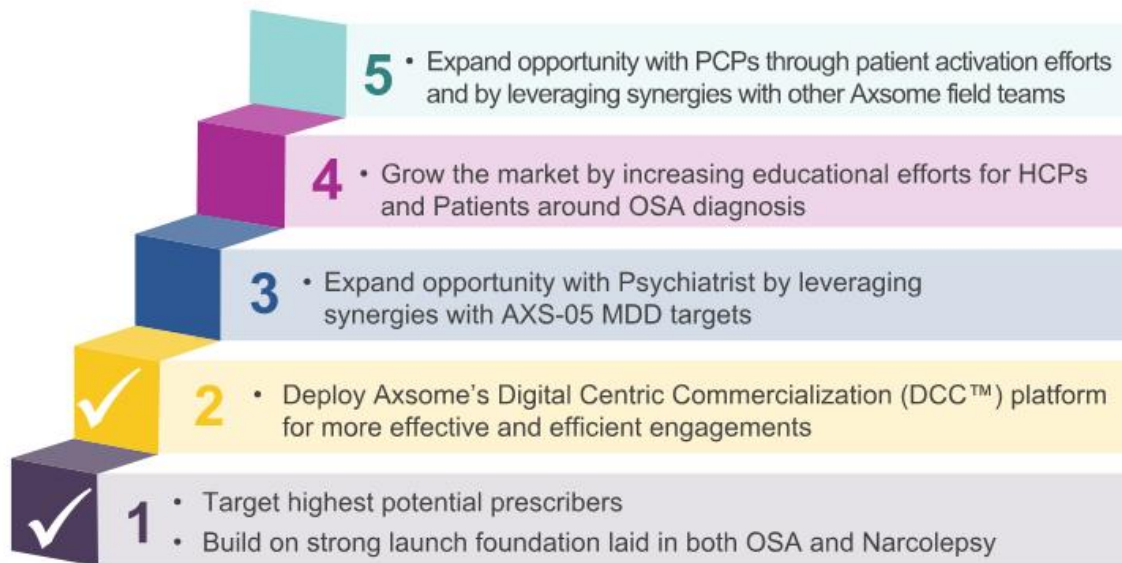 5
• Expand opportunity with PCPs through patient activation efforts
and by leveraging synergies with other Axsome field teams
4
• Grow the market by increasing educational efforts for HCPs
and Patients around OSA diagnosis
3
• Expand opportunity with Psychiatrist by leveraging
synergies with AXS-05 MDD targets
2
• Deploy Axsome’s Digital Centric Commercialization (DCC™) platform
for more effective and efficient engagements
1
• Target highest potential prescribers
• Build on strong launch foundation laid in both OSA and Narcolepsy